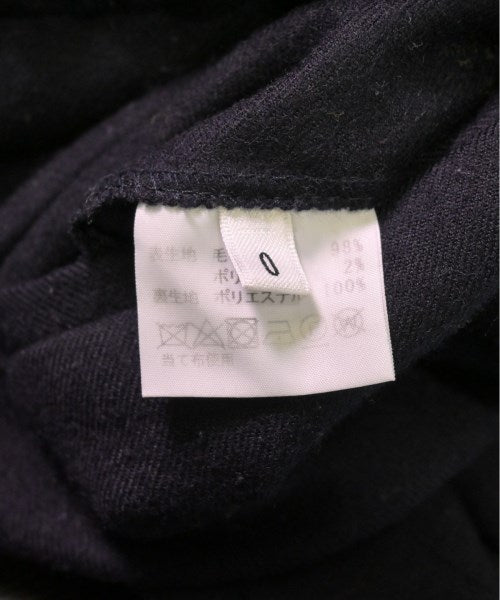 0
表生地 毛 98%
ポリ 2%
裏生地 ポリエステル 100%
当て布使用